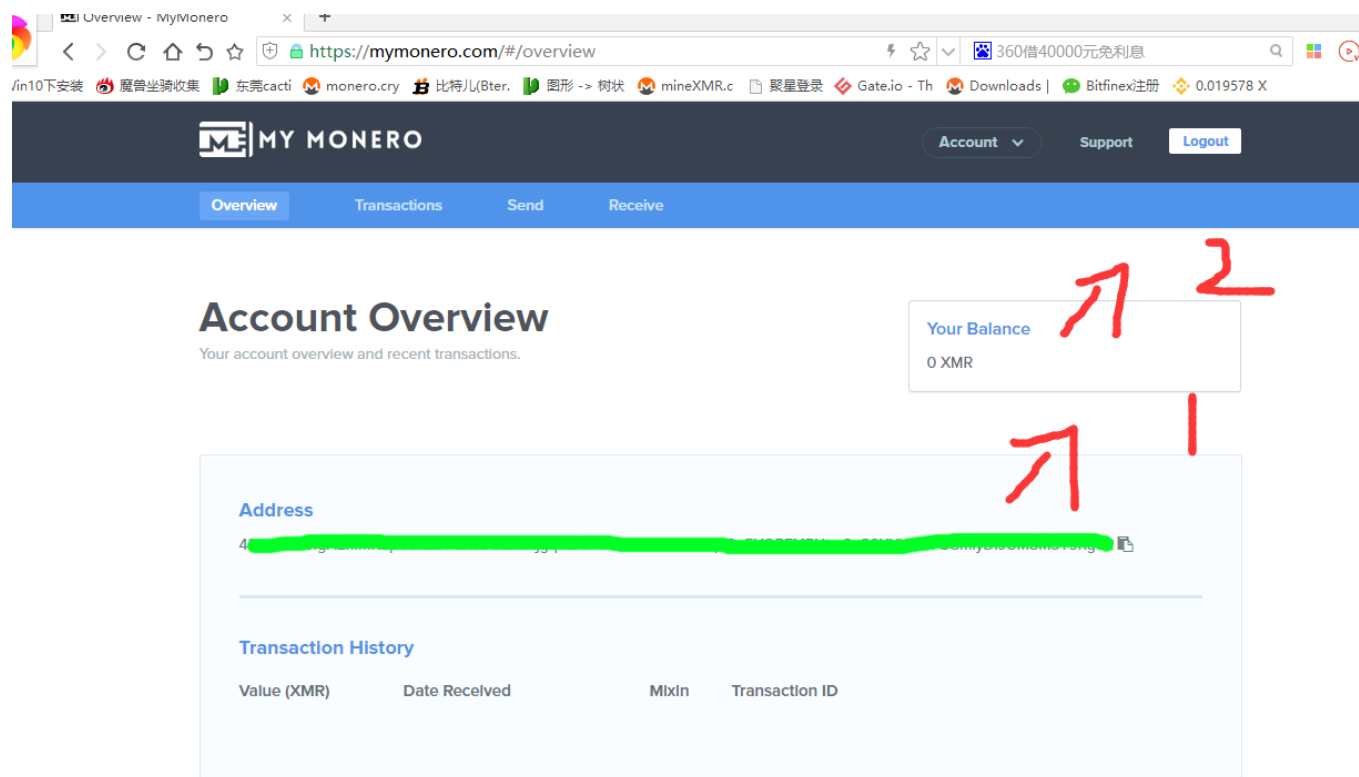 Overview - MyMonero
https://mymonero.com/#/overview
360借40000元免利息
Win10下安装 魔兽坐骑收集 东莞cacti monero.cry 比特儿(Bter. 图形 -> 树状 mineXMR.c 聚星登录 Gate.io - Th Downloads | Bitfinex注册 0.019578 X
MY MONERO
Account Support Logout
Overview Transactions Send Receive
2
Account Overview
Your account overview and recent transactions.
Your Balance
0 XMR
1
Address
Transaction History
Value (XMR) Date Received Mixin Transaction ID